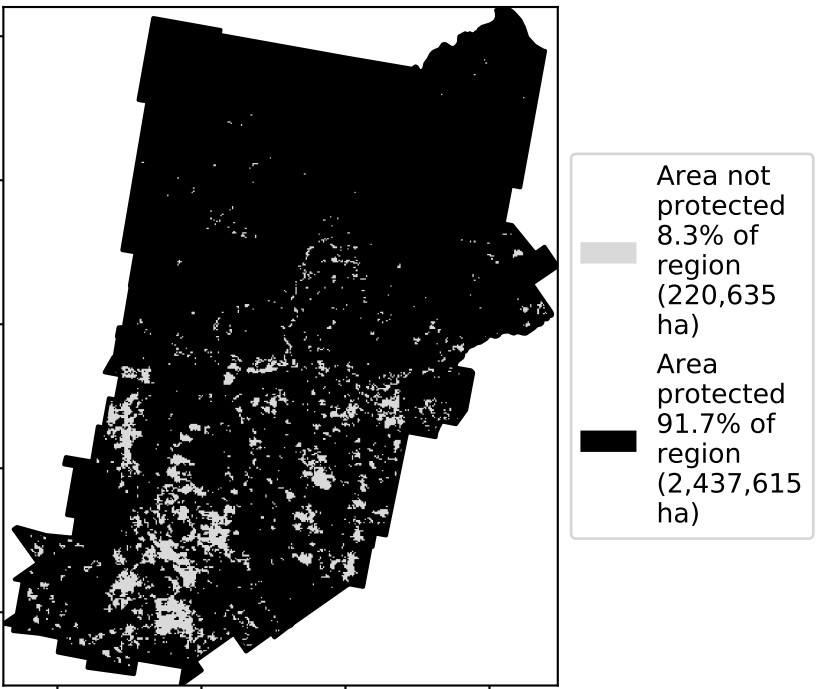 Area not
protected
8.3% of
region
(220,635
ha)
Area
protected
91.7% of
region
(2,437,615
ha)